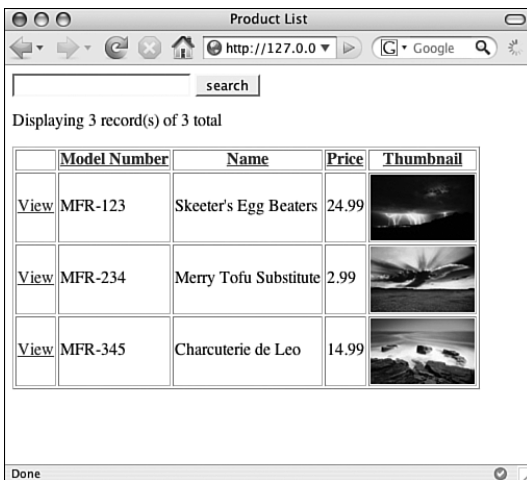 Product List
http://127.0.0
G Google
search
Displaying 3 record(s) of 3 total
Model Number Name Price Thumbnail
View MFR-123 Skeeter's Egg Beaters 24.99
View MFR-234 Merry Tofu Substitute 2.99
View MFR-345 Charcuterie de Leo 14.99
Done